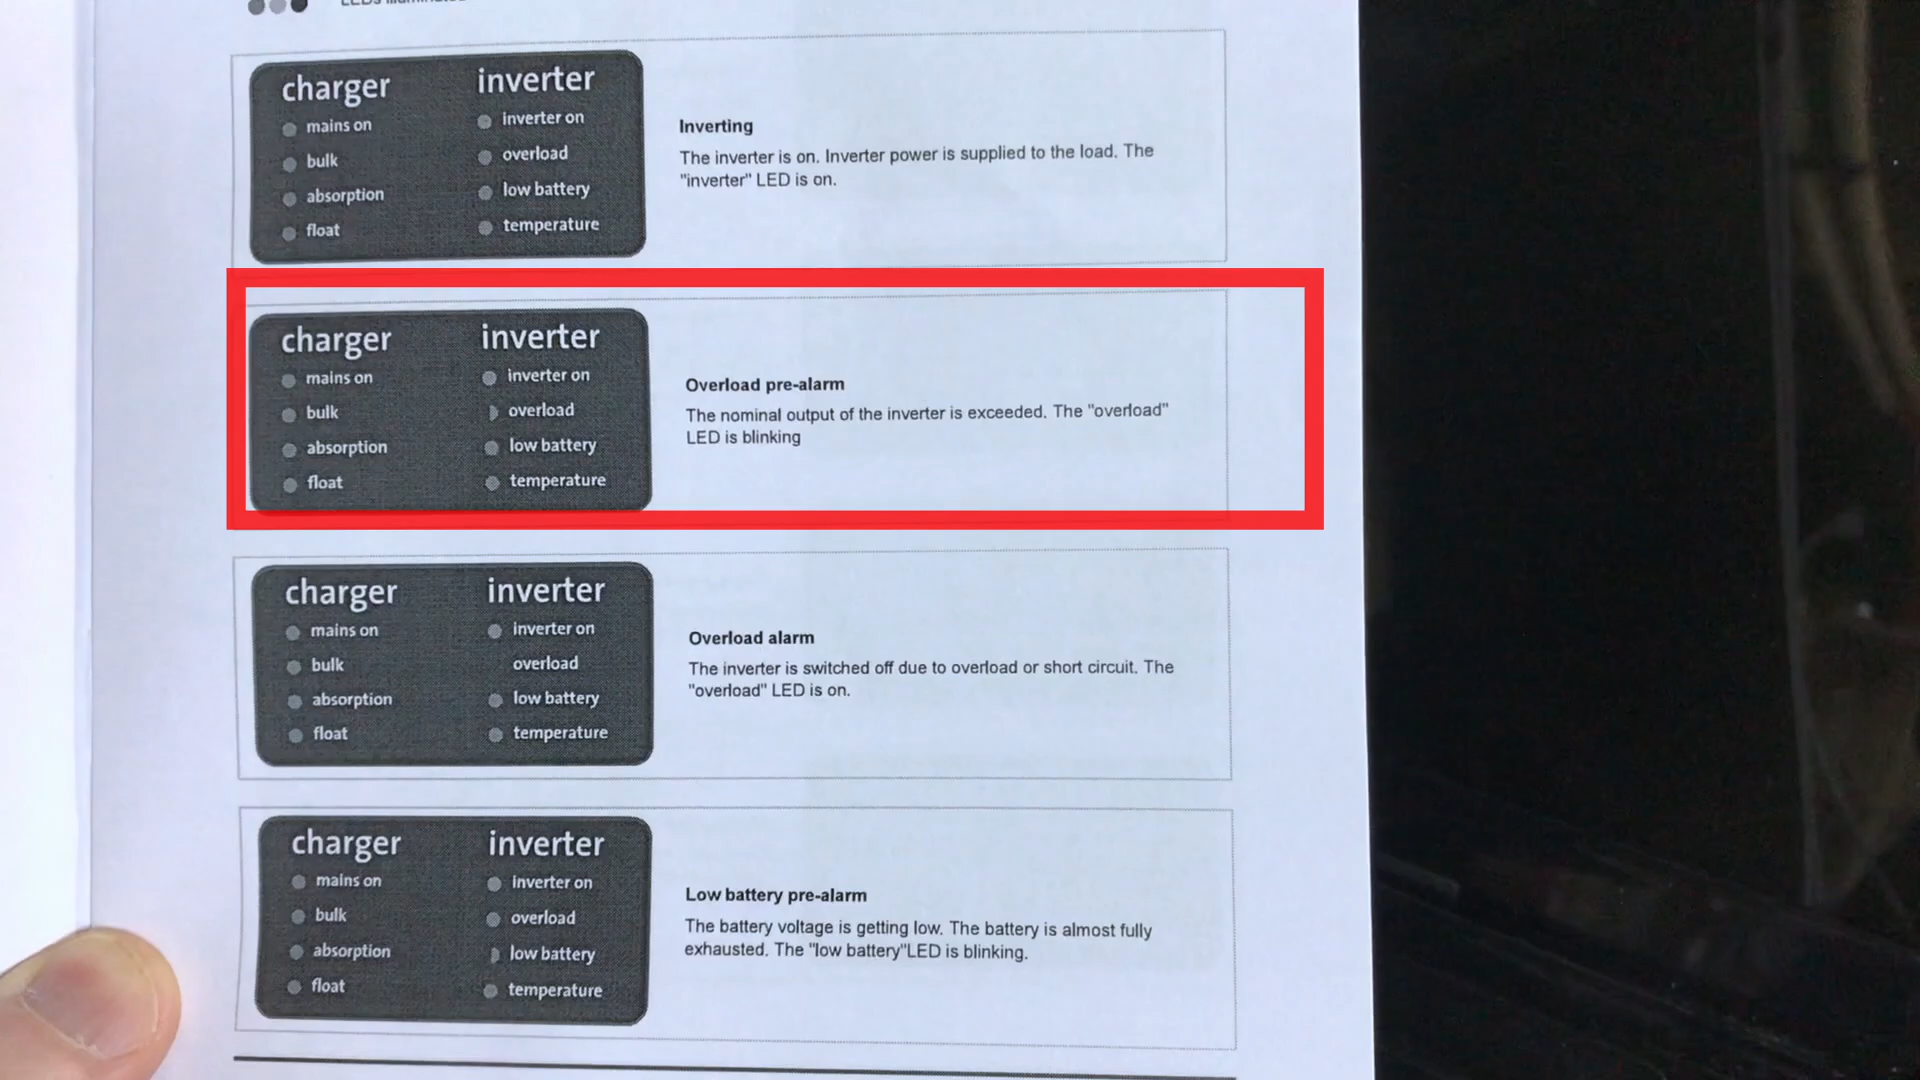 charger inverter
mains on inverter on
bulk overload
absorption low battery
float temperature
Inverting
The inverter is on. Inverter power is supplied to the load. The
"inverter" LED is on.
charger inverter
mains on inverter on
bulk overload
absorption low battery
float temperature
Overload pre-alarm
The nominal output of the inverter is exceeded. The "overload"
LED is blinking
charger inverter
mains on inverter on
bulk overload
absorption low battery
float temperature
Overload alarm
The inverter is switched off due to overload or short circuit. The
"overload" LED is on.
charger inverter
mains on inverter on
bulk overload
absorption low battery
float temperature
Low battery pre-alarm
The battery voltage is getting low. The battery is almost fully
exhausted. The "low battery"LED is blinking.